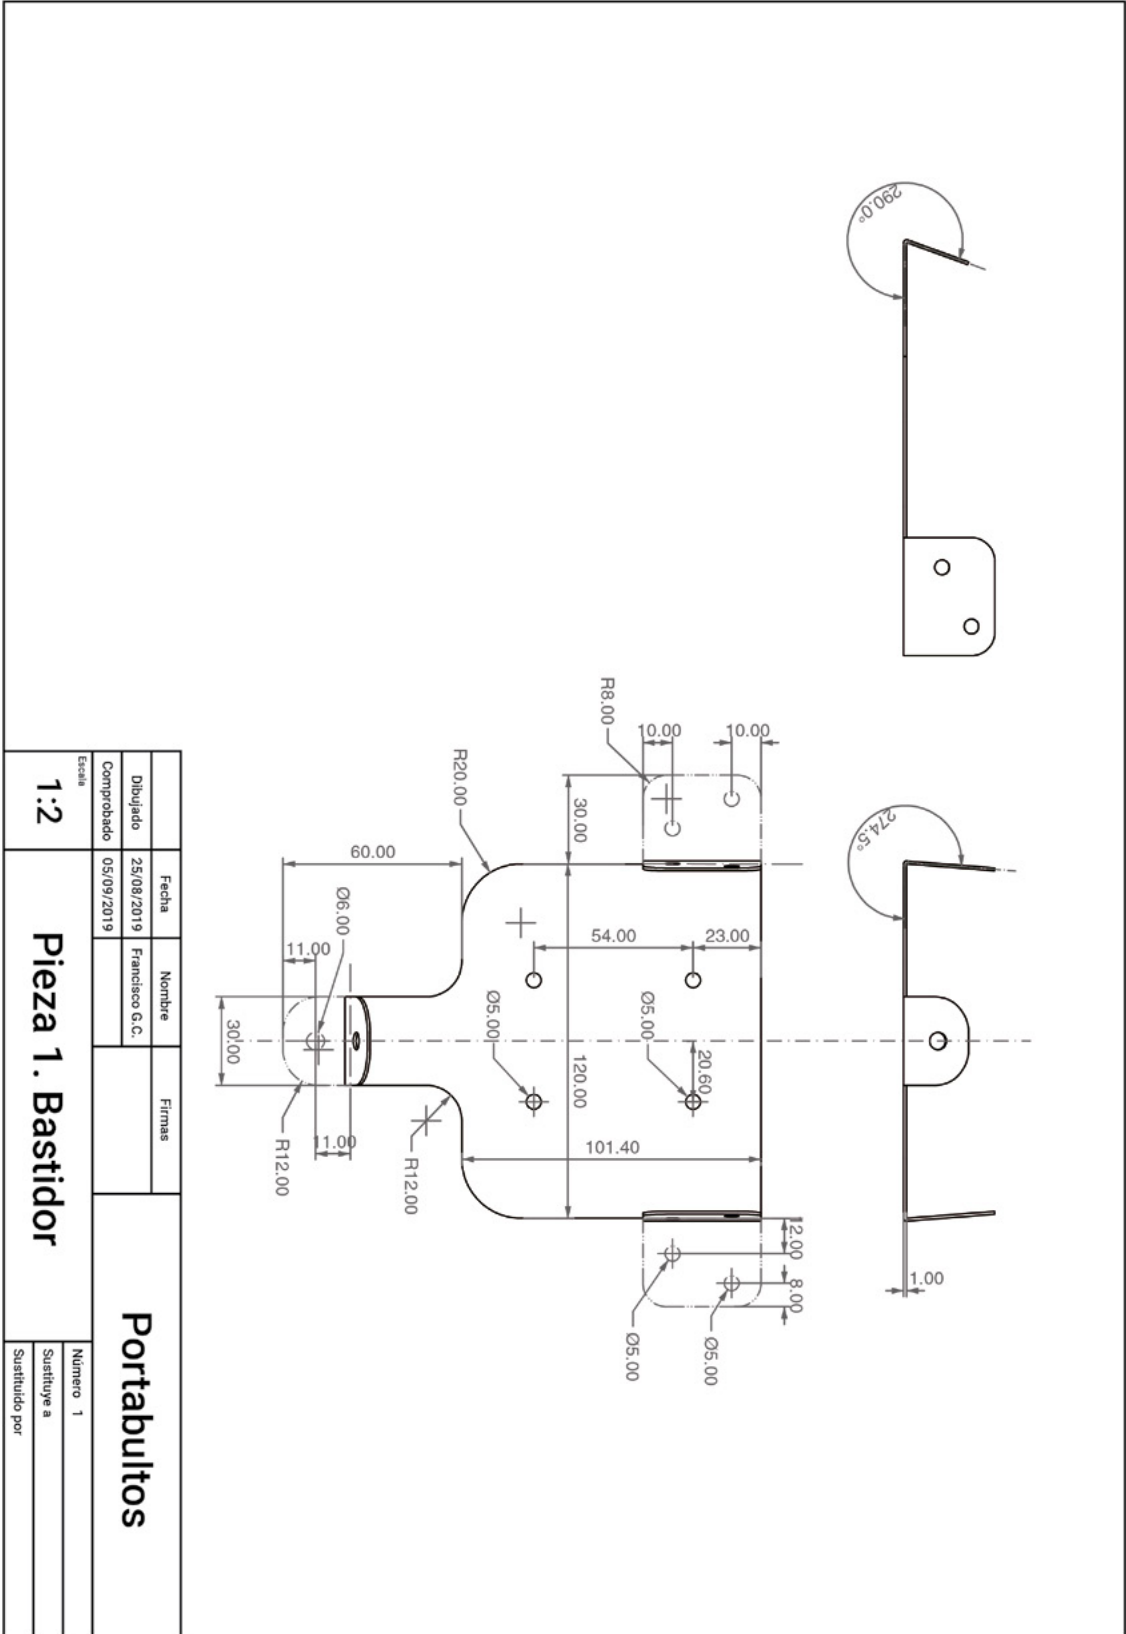 290.0°
274.5°
R8.00
10.00
10.00
R20.00
30.00
60.00
Ø6.00
11.00
54.00
23.00
Ø5.00
Ø5.00
20.60
30.00
120.00
101.40
R12.00
11.00
R12.00
12.00
8.00
1.00
Ø5.00
Ø5.00
Fecha
Nombre
Firmas
Dibujado
25/08/2019
Francisco G.C.
Comprobado
05/09/2019
Portabultos
Escala
1:2
Pieza 1. Bastidor
Número 1
Sustituye a
Sustituido por